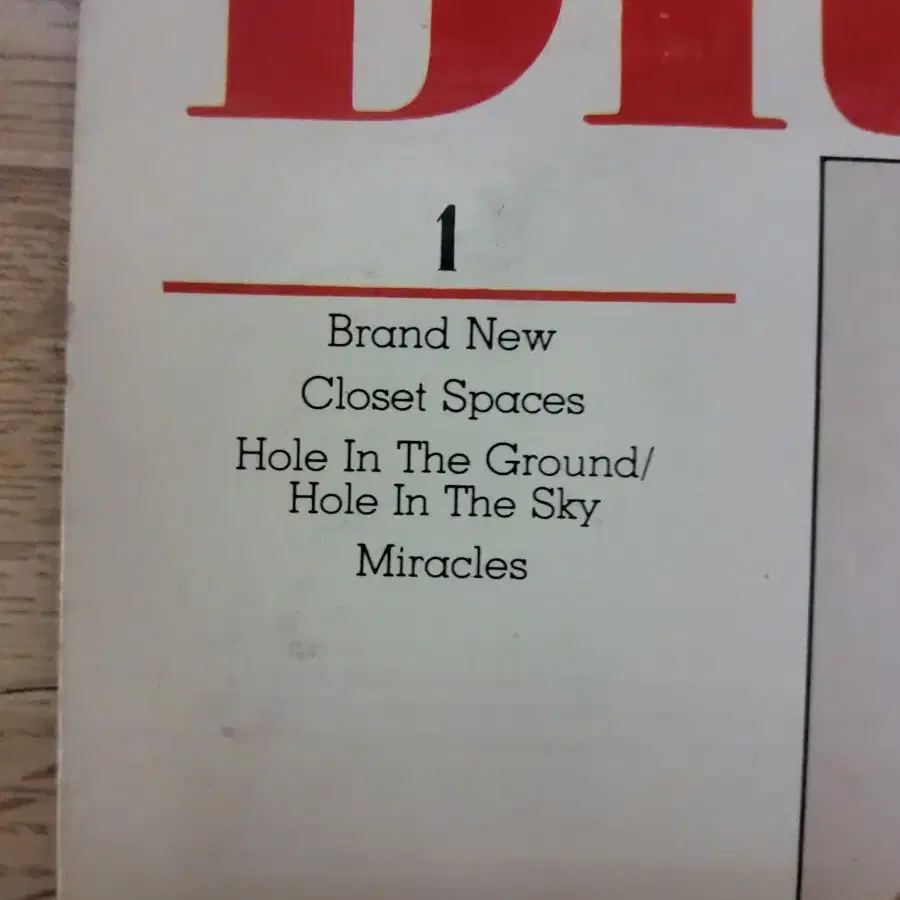 1
Brand New
Closet Spaces
Hole In The Ground/
Hole In The Sky
Miracles